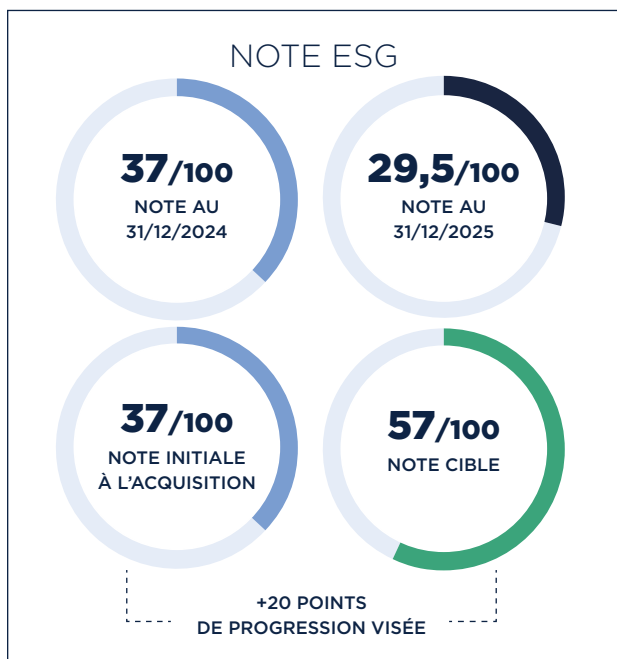 NOTE ESG
37/100
NOTE AU
31/12/2024
29,5/100
NOTE AU
31/12/2025
37/100
NOTE INITIALE
À L’ACQUISITION
57/100
NOTE CIBLE
+20 POINTS
DE PROGRESSION VISÉE